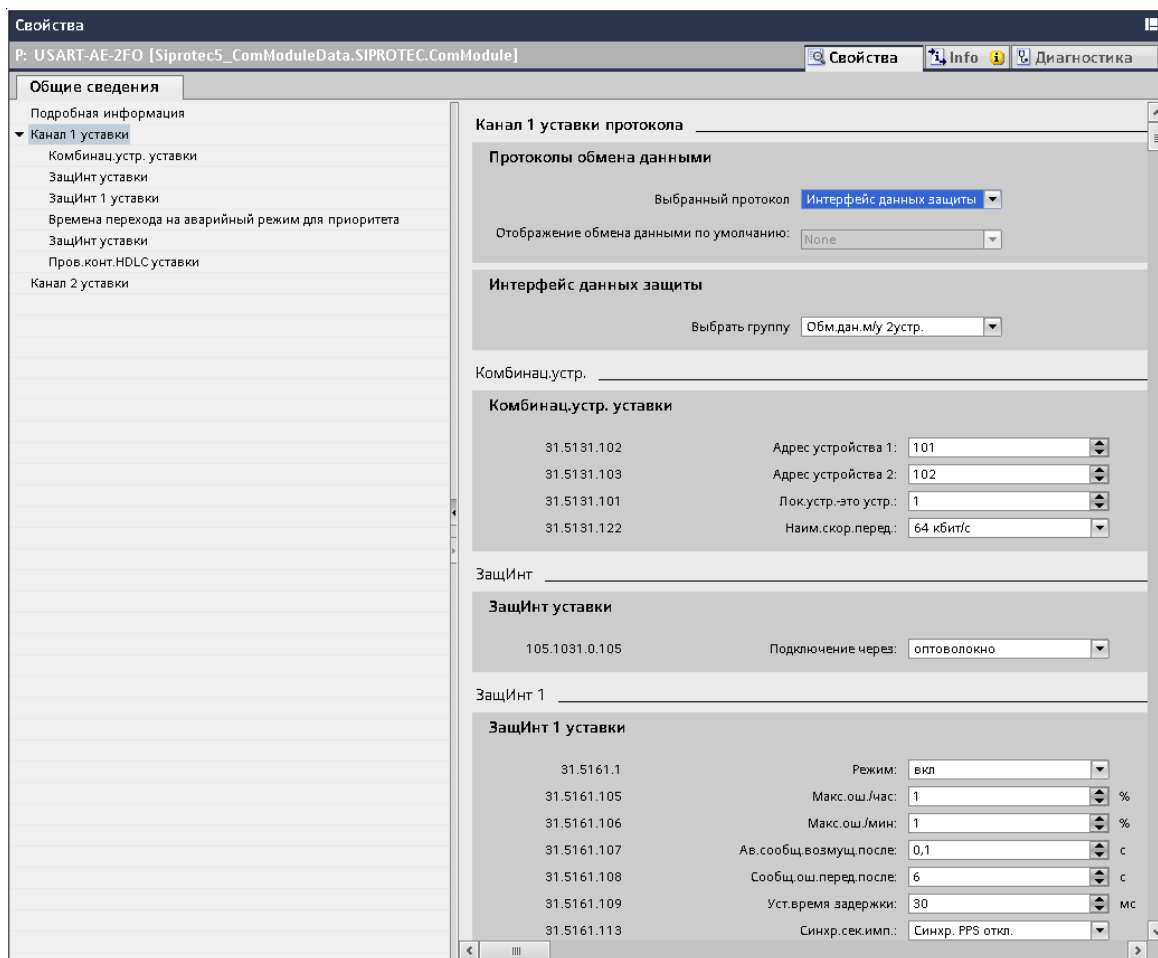 Свойства
P: USART-AE-2FO [Siprotec5_ComModuleData.SIPROTEC.ComModule]
Свойства
Info
Диагностика
Общие сведения
Подробная информация
Канал 1 уставки
Комбинац.устр. уставки
ЗащИнт уставки
ЗащИнт 1 уставки
Времена перехода на аварийный режим для приоритета
ЗащИнт уставки
Пров.конт.HDLC уставки
Канал 2 уставки
Канал 1 уставки протокола
Протоколы обмена данными
Выбранный протокол Интерфейс данных защиты
Отображение обмена данными по умолчанию: None
Интерфейс данных защиты
Выбрать группу Обм.дан.м/у 2устр.
Комбинац.устр.
Комбинац.устр. уставки
31.5131.102 Адрес устройства 1: 101
31.5131.103 Адрес устройства 2: 102
31.5131.101 Лок.устр.-это устр.: 1
31.5131.122 Наим.скор.перед.: 64 кбит/с
ЗащИнт
ЗащИнт уставки
105.1031.0.105 Подключение через: оптоволокно
ЗащИнт 1
ЗащИнт 1 уставки
31.5161.1 Режим: вкл
31.5161.105 Макс.ош./час: 1 %
31.5161.106 Макс.ош./мин: 1 %
31.5161.107 Ав.сообщ.возмущ.после: 0,1 с
31.5161.108 Сообщ.ош.перед.после: 6 с
31.5161.109 Уст.время задержки: 30 мс
31.5161.113 Синхр.сек.имп.: Синхр. PPS откл.